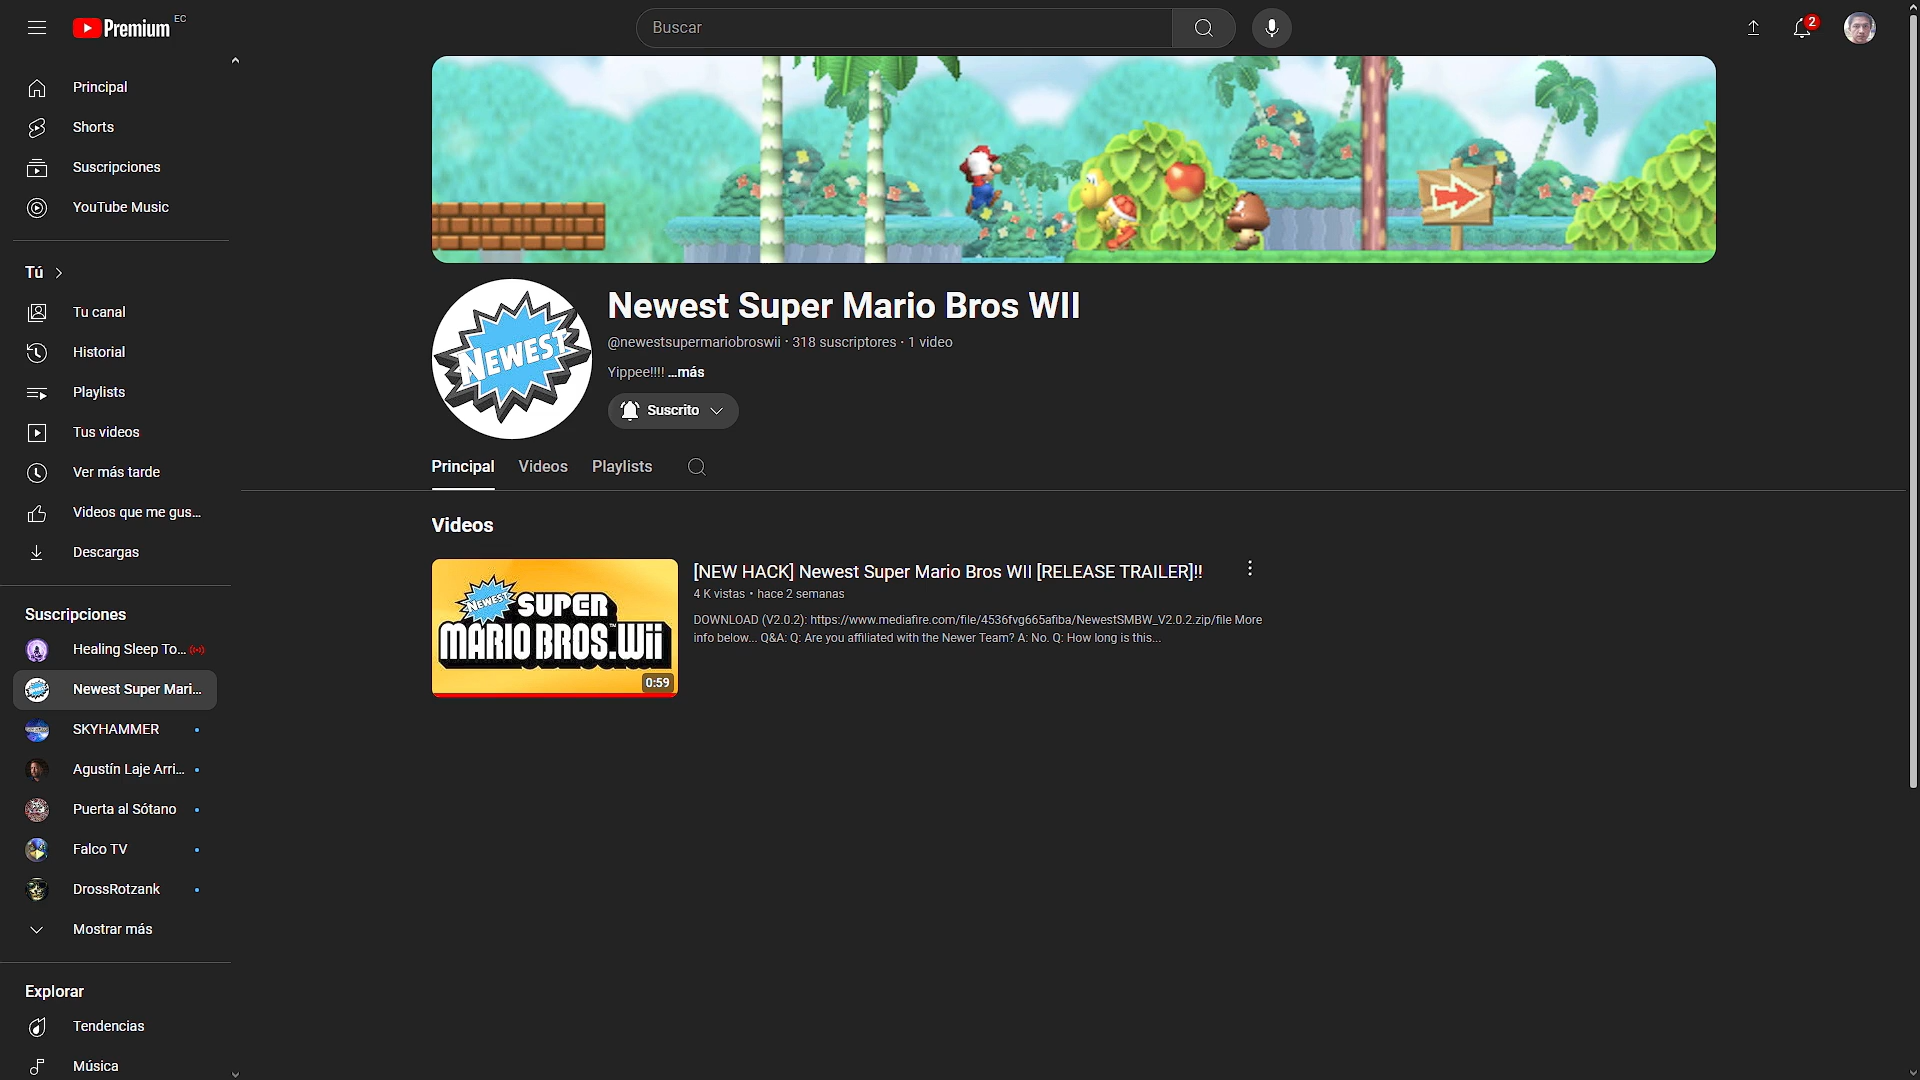 Premium EC
Buscar
2
Principal
Shorts
Suscripciones
YouTube Music
Tú
Tu canal
Historial
Playlists
Tus videos
Ver más tarde
Videos que me gus...
Descargas
Suscripciones
Healing Sleep To...
Newest Super Mari...
SKYHAMMER
Agustín Laje Arri...
Puerta al Sótano
Falco TV
DrossRotzank
Mostrar más
Explorar
Tendencias
Música
NEWEST
Newest Super Mario Bros WII
@newestsupermariobroswii · 318 suscriptores · 1 video
Yippee!!!! ...más
Suscrito
Principal Videos Playlists
Videos
NEWEST SUPER
MARIO BROS.Wii
TM
0:59
[NEW HACK] Newest Super Mario Bros WII [RELEASE TRAILER]!!
4 K vistas • hace 2 semanas
DOWNLOAD (V2.0.2): https://www.mediafire.com/file/4536fvg665afiba/NewestSMBW_V2.0.2.zip/file More
info below... Q&A: Q: Are you affiliated with the Newer Team? A: No. Q: How long is this...